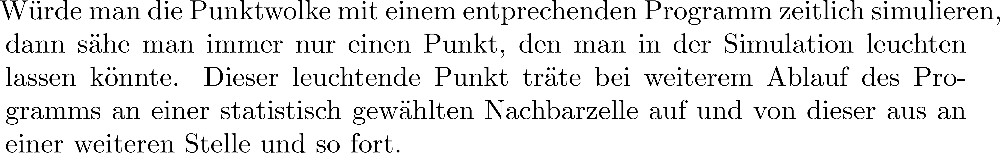 Würde man die Punktwolke mit einem entprechenden Programm zeitlich simulieren,
dann sähe man immer nur einen Punkt, den man in der Simulation leuchten
lassen könnte. Dieser leuchtende Punkt träte bei weiterem Ablauf des Pro-
gramms an einer statistisch gewählten Nachbarzelle auf und von dieser aus an
einer weiteren Stelle und so fort.